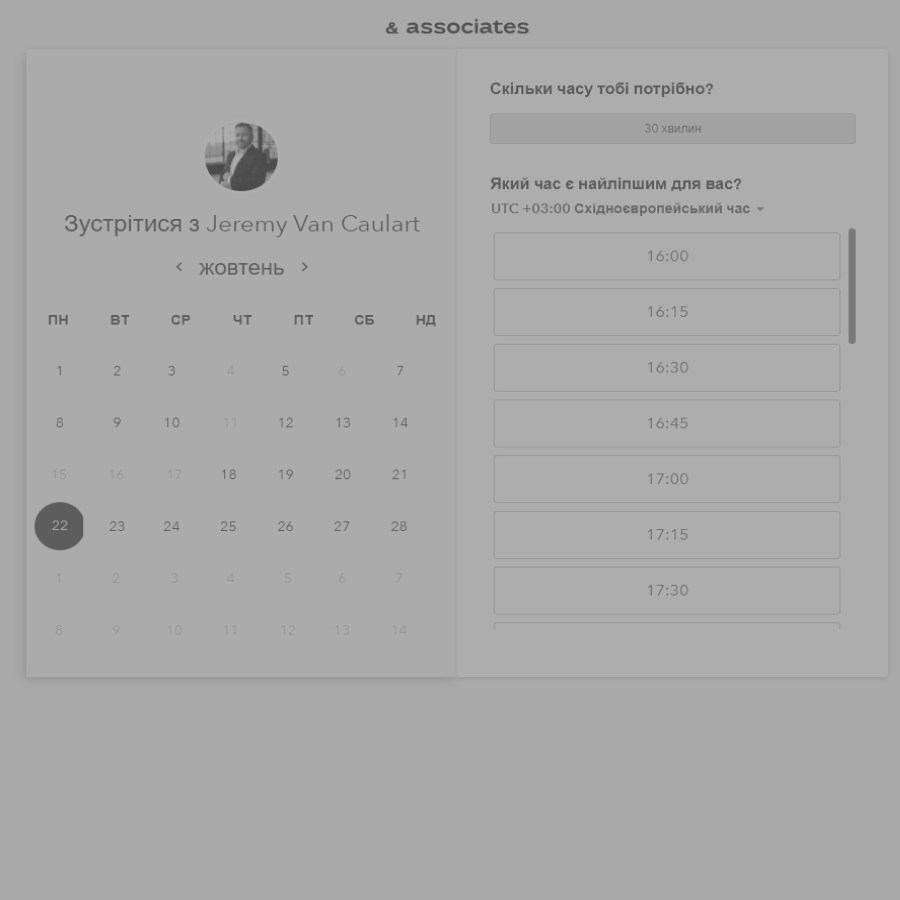 & associates
Зустрітися з Jeremy Van Caulart
жовтень
ПН ВТ СР ЧТ ПТ СБ НД
1 2 3 4 5 6 7
8 9 10 11 12 13 14
15 16 17 18 19 20 21
22 23 24 25 26 27 28
1 2 3 4 5 6 7
8 9 10 11 12 13 14
Скільки часу тобі потрібно?
30 хвилин
Який час є найліпшим для вас?
UTC +03:00 Східноєвропейський час
16:00
16:15
16:30
16:45
17:00
17:15
17:30